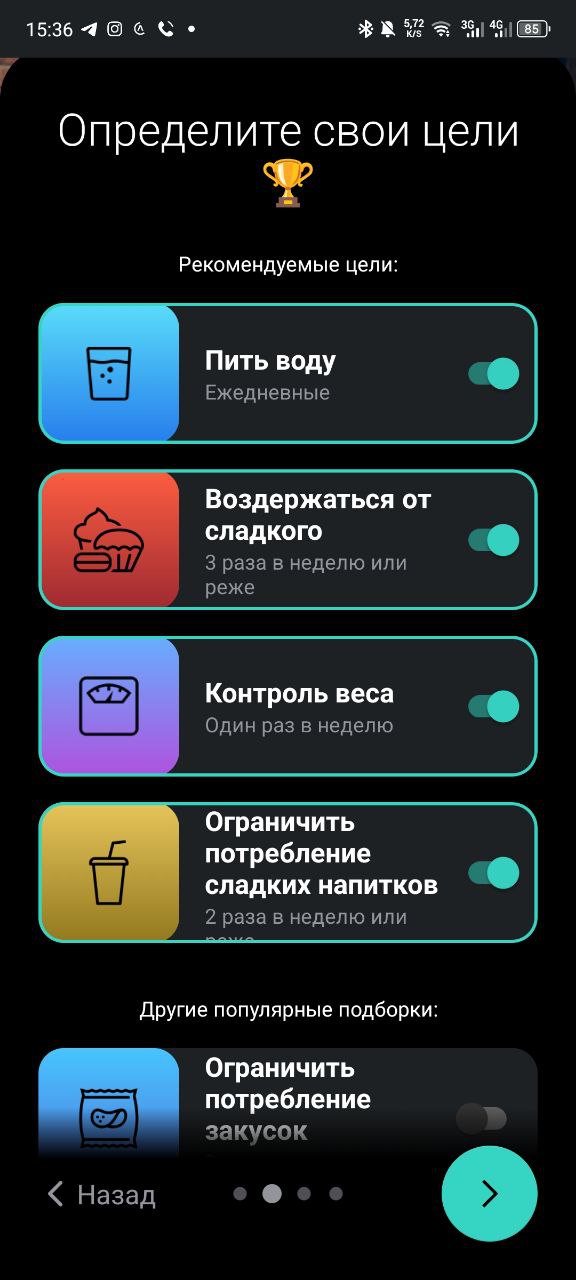 15:36
5,72
K/S
3G
4G
85
Определите свои цели
🏆
Рекомендуемые цели:
Пить воду
Ежедневные
Воздержаться от
сладкого
3 раза в неделю или
реже
Контроль веса
Один раз в неделю
Ограничить
потребление
сладких напитков
2 раза в неделю или
реже
Другие популярные подборки:
Ограничить
потребление
закусок
Назад